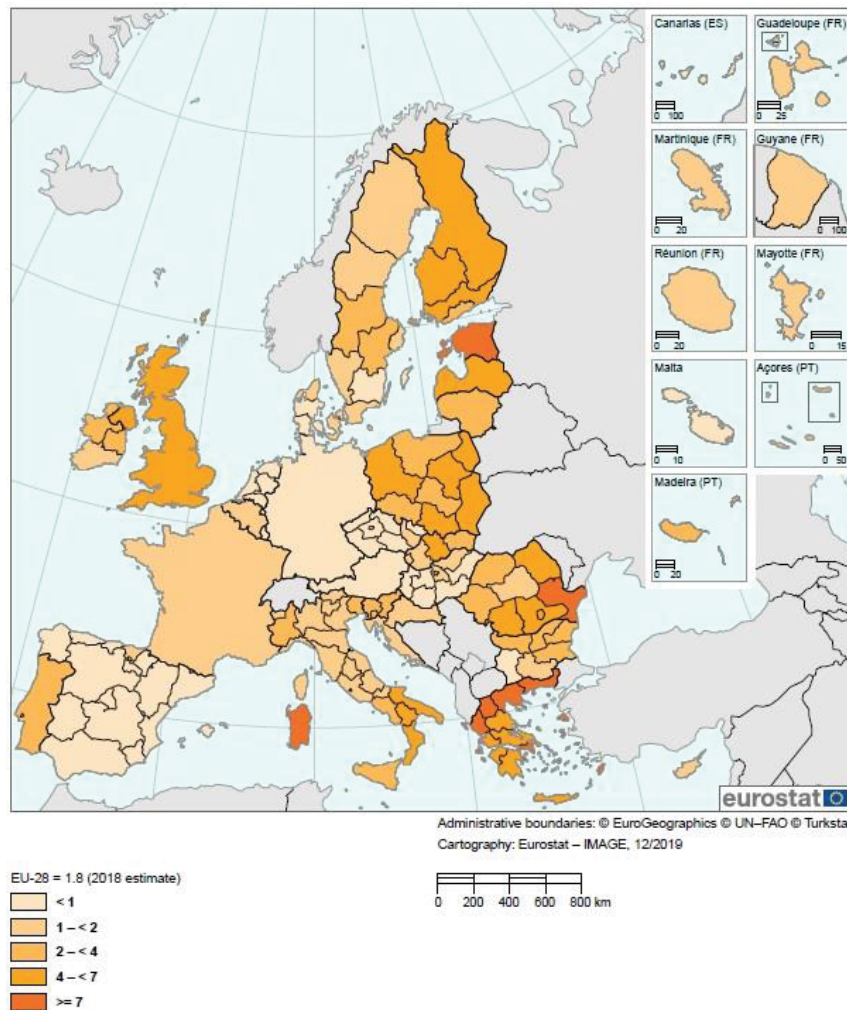 Canarias (ES)
0 100
Guadeloupe (FR)
0 25
Martinique (FR)
0 20
Guyane (FR)
0 100
Réunion (FR)
0 20
Mayotte (FR)
0 15
Malta
0 10
Açores (PT)
0 50
Madeira (PT)
0 20
eurostat
Administrative boundaries: © EuroGeographics © UN–FAO © Turksta
Cartography: Eurostat – IMAGE, 12/2019
EU-28 = 1.8 (2018 estimate)
0 200 400 600 800 km
< 1
1 – < 2
2 – < 4
4 – < 7
>= 7